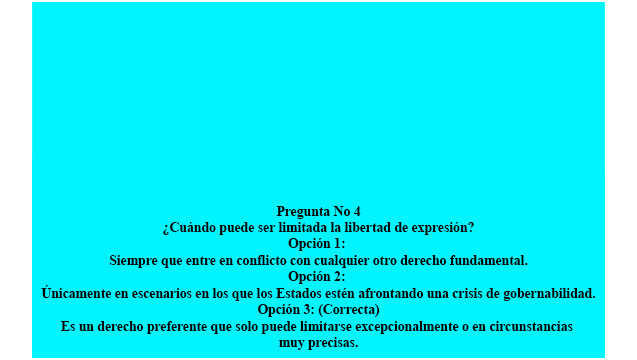 Pregunta No 4
¿Cuándo puede ser limitada la libertad de expresión?
Opción 1:
Siempre que entre en conflicto con cualquier otro derecho fundamental.
Opción 2:
Únicamente en escenarios en los que los Estados estén afrontando una crisis de gobernabilidad.
Opción 3: (Correcta)
Es un derecho preferente que solo puede limitarse excepcionalmente o en circunstancias
muy precisas.